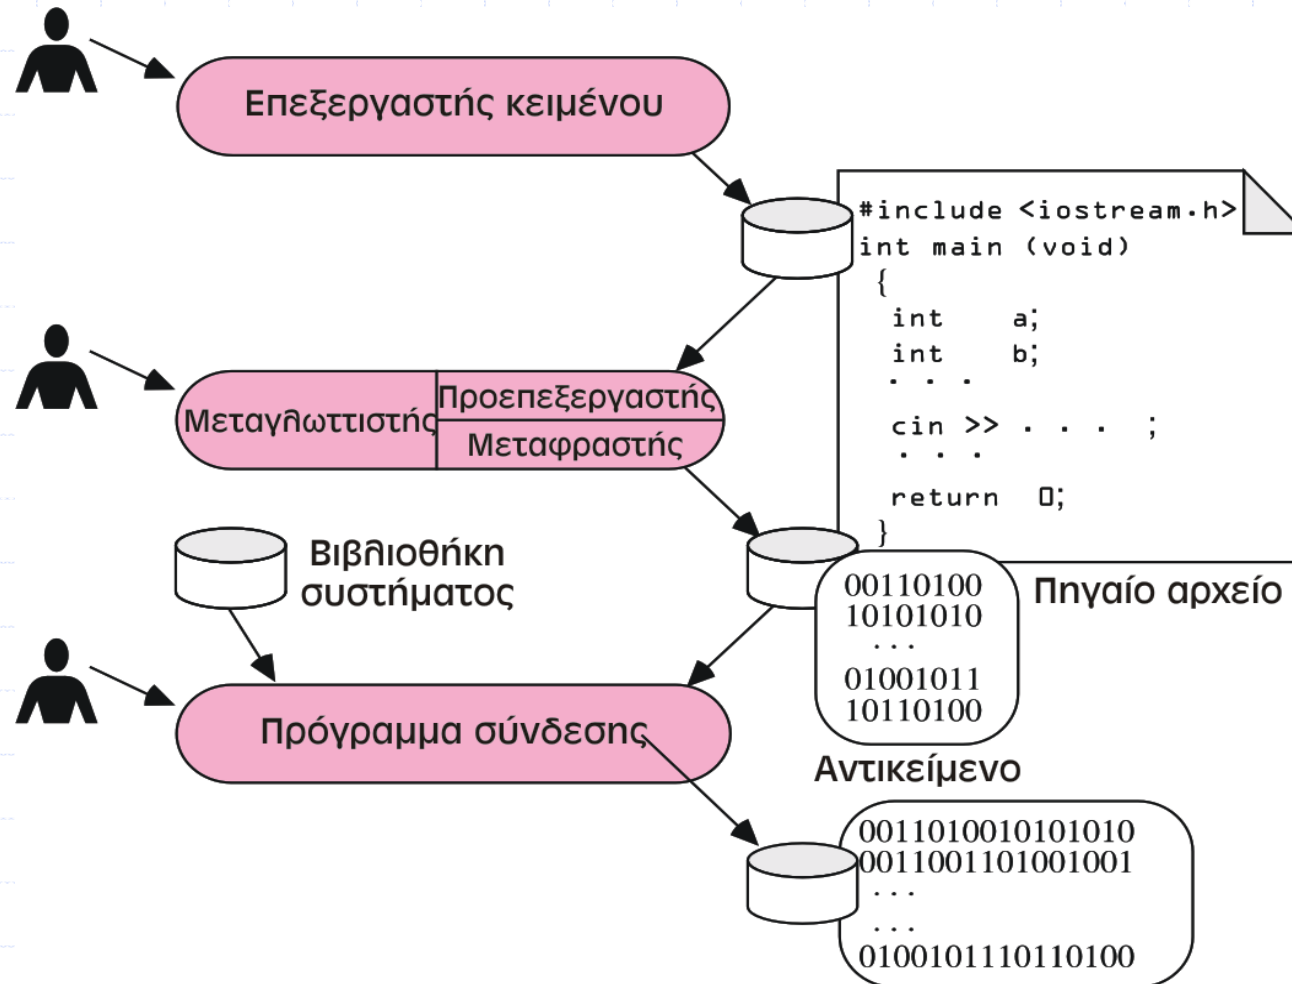 Επεξεργαστής κειμένου
#include <iostream.h>
int main (void)
{
int a;
int b;
. . .
cin >> . . . ;
. . .
return 0;
}
Πηγαίο αρχείο
Μεταγλωττιστής
Προεπεξεργαστής
Μεταφραστής
Βιβλιοθήκη
συστήματος
00110100
10101010
...
01001011
10110100
Αντικείμενο
Πρόγραμμα σύνδεσης
0011010010101010
0011001101001001
...
...
0100101110110100